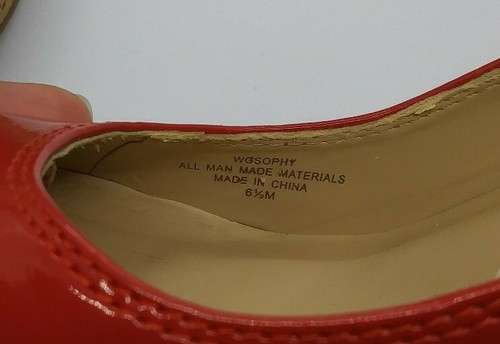 WGSOPHY
ALL MAN MADE MATERIALS
MADE IN CHINA
6½M